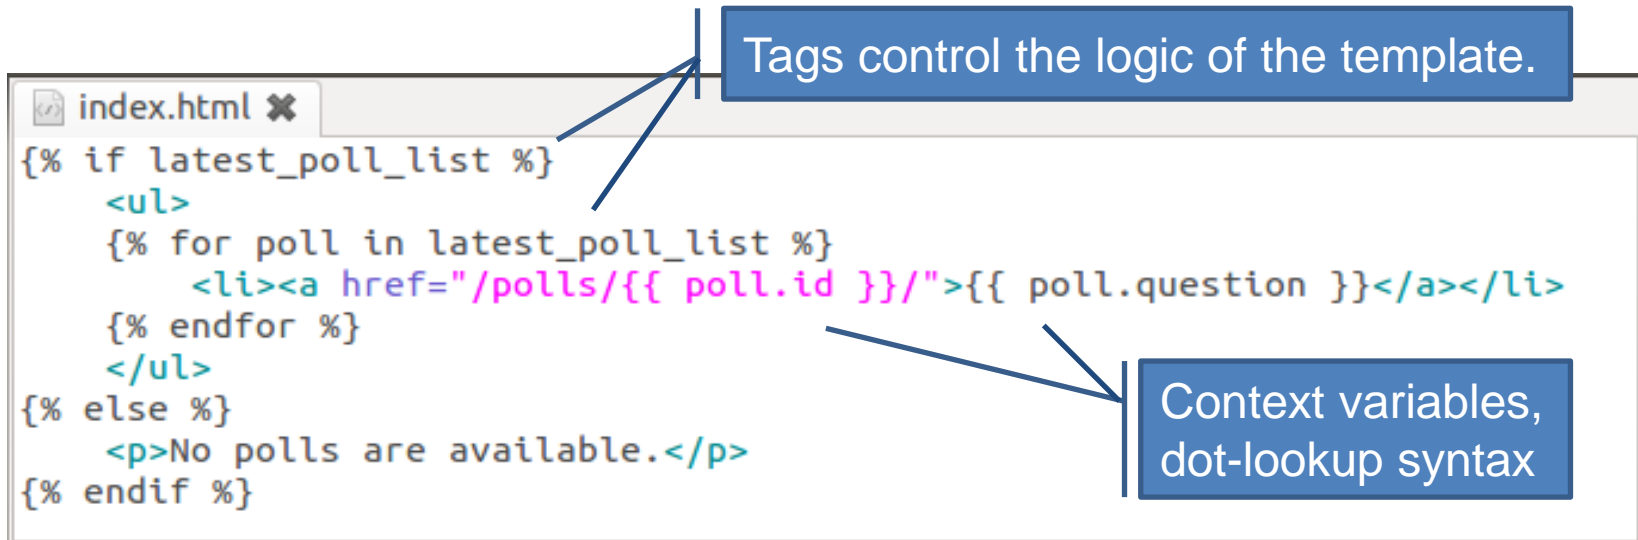 Tags control the logic of the template.
index.html
{% if latest_poll_list %}
<ul>
{% for poll in latest_poll_list %}
<li><a href="/polls/{{ poll.id }}/">{{ poll.question }}</a></li>
{% endfor %}
</ul>
{% else %}
<p>No polls are available.</p>
{% endif %}
Context variables,
dot-lookup syntax